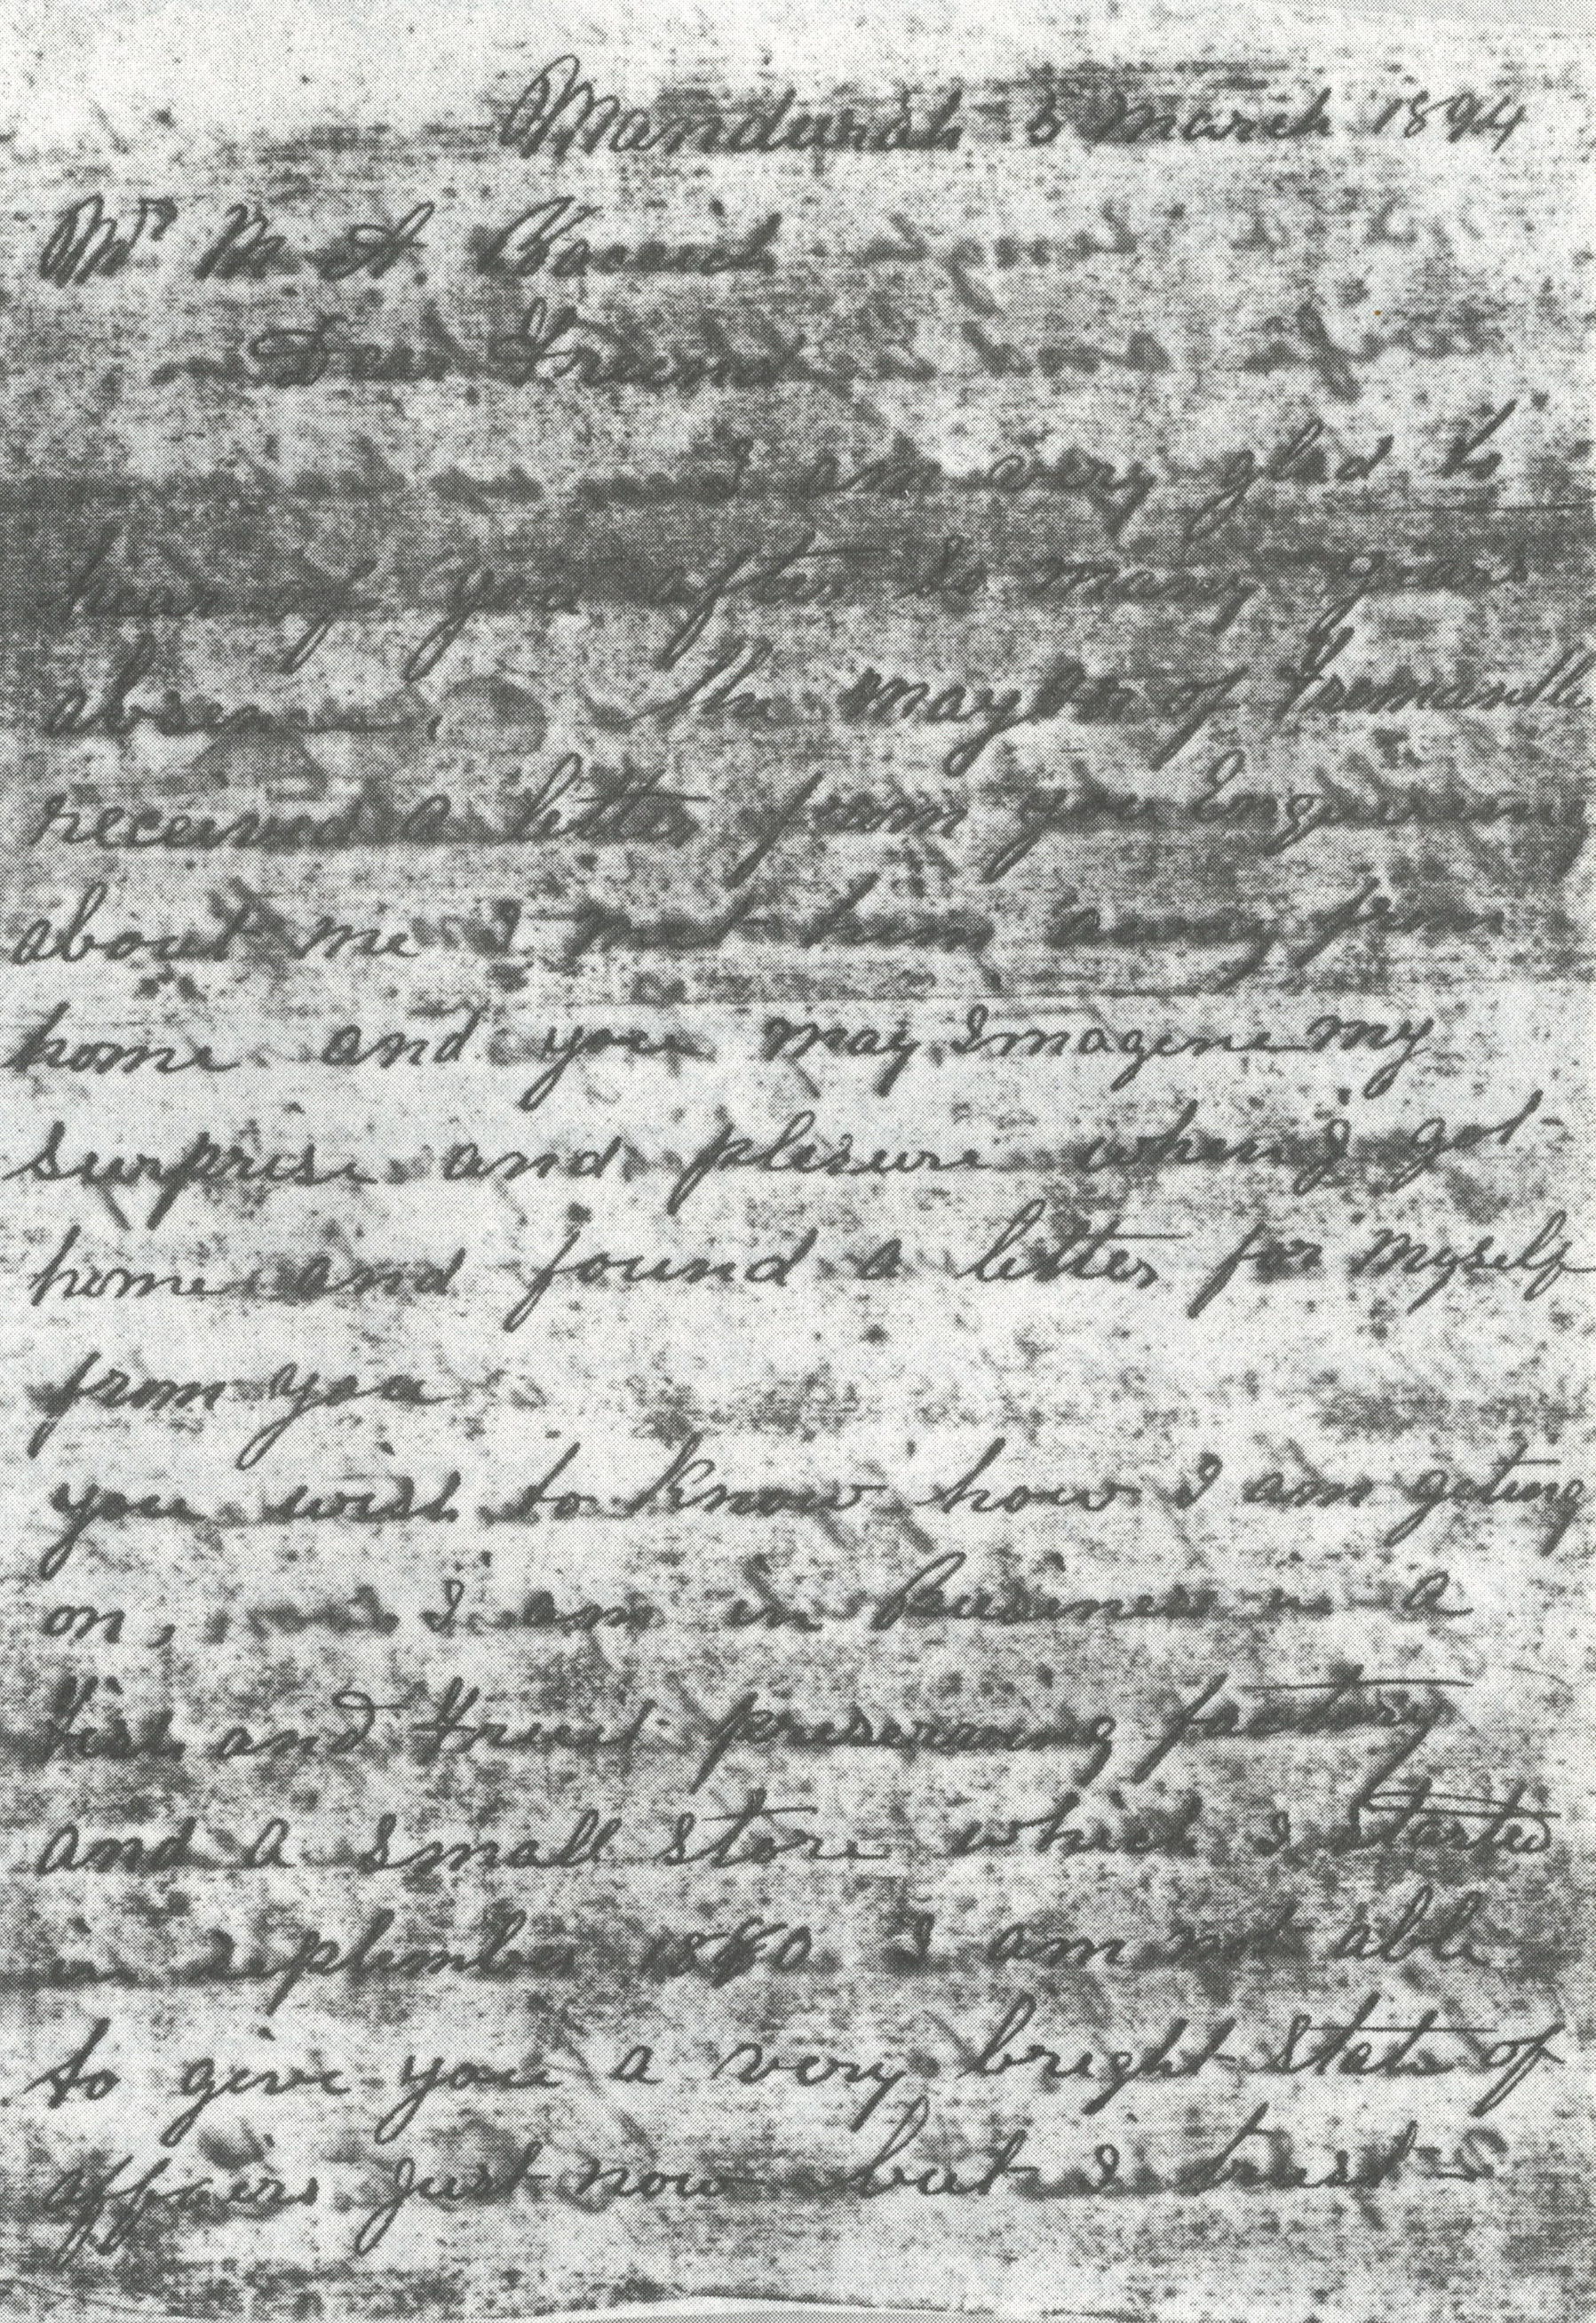 Mandurah 5 March 1894
Mr
Dear Friend
I am very glad to
hear of you after so many years
absence, the mayor of Fremantle
received a letter from you Enquiring
about me I met him away from
home and you may Imagine my
surprise and plesure when I got
home and found a letter for myself
from you
you wish to know how I am geting
on, I am in Business in a
Fish and Fruit preserving factory
and a small store which I started
in September 1880 I am not able
to give you a very bright state of
affairs just now but I trust